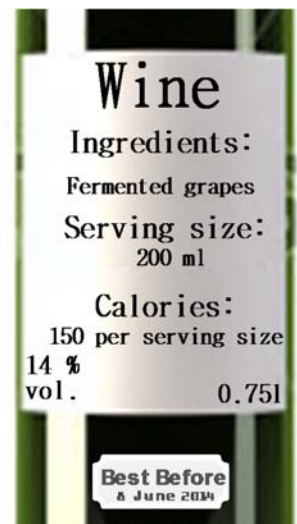 Wine
Ingredients:
Fermented grapes
Serving size:
200 ml
Calories:
150 per serving size
14 %
vol.
0.75l
Best Before
8 June 2014